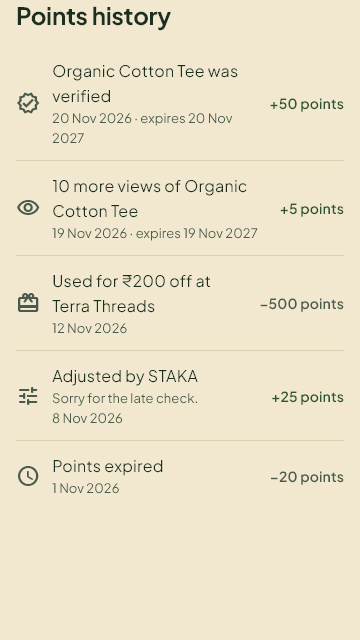 Points history
Organic Cotton Tee was
verified
20 Nov 2026 · expires 20 Nov
2027
+50 points
10 more views of Organic
Cotton Tee
19 Nov 2026 · expires 19 Nov 2027
+5 points
Used for ₹200 off at
Terra Threads
12 Nov 2026
−500 points
Adjusted by STAKA
Sorry for the late check.
8 Nov 2026
+25 points
Points expired
1 Nov 2026
−20 points